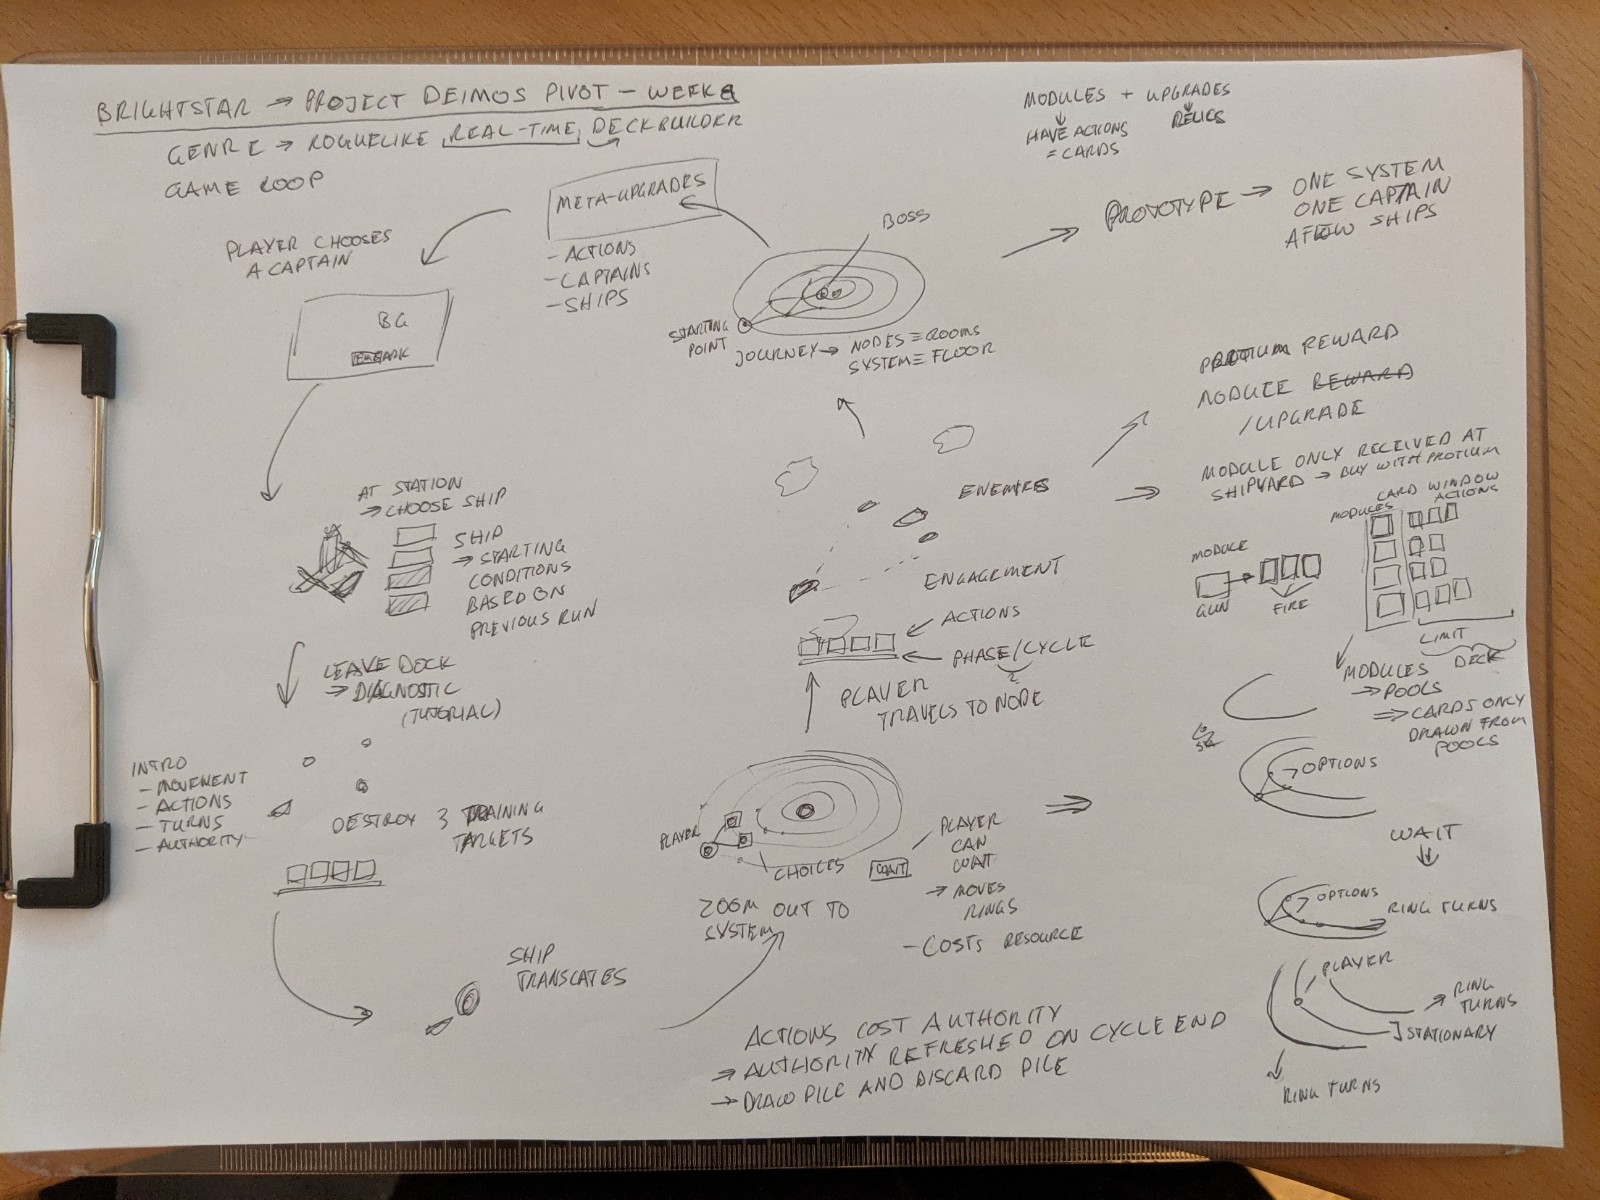 BRIGHTSTAR → PROJECT DEIMOS PIVOT – WEEK 8
GENRE → ROGUELIKE REAL-TIME DECKBUILDER
GAME LOOP
META-UPGRADES
- ACTIONS
- CAPTAINS
- SHIPS
PLAYER CHOOSES
A CAPTAIN
BG
EMBARK
AT STATION
→ CHOOSE SHIP
SHIP
→ STARTING
CONDITIONS
BASED ON
PREVIOUS RUN
LEAVE DOCK
→ DIAGNOSTIC
(TUTORIAL)
INTRO
- MOVEMENT
- ACTIONS
- TURNS
- AUTHORITY
DESTROY 3 TRAINING
TARGETS
SHIP
TRANSLATES
ZOOM OUT TO
SYSTEM
PLAYER
CHOICES
WAIT
PLAYER
CAN
WAIT
→ MOVES
RINGS
- COSTS RESOURCE
PLAYER
TRAVELS TO NODE
ENGAGEMENT
ACTIONS
PHASE/CYCLE
?
ENEMIES
BOSS
STARTING
POINT
JOURNEY → NODES ≡ ROOMS
SYSTEM ≡ FLOOR
MODULES + UPGRADES
HAVE ACTIONS
= CARDS
RELICS
PROTOTYPE → ONE SYSTEM
ONE CAPTAIN
A FEW SHIPS
PROTIUM REWARD
MODULE REWARD
/UPGRADE
MODULE ONLY RECEIVED AT
SHIPYARD → BUY WITH PROTIUM
CARD WINDOW
MODULES
ACTIONS
MODULE
GUN
FIRE
LIMIT
DECK
MODULES
→ POOLS
⇒ CARDS ONLY
DRAWN FROM
POOLS
OPTIONS
WAIT
OPTIONS
RING TURNS
PLAYER
RING
TURNS
STATIONARY
RING TURNS
ACTIONS COST AUTHORITY
→ AUTHORITY REFRESHED ON CYCLE END
→ DRAW PILE AND DISCARD PILE